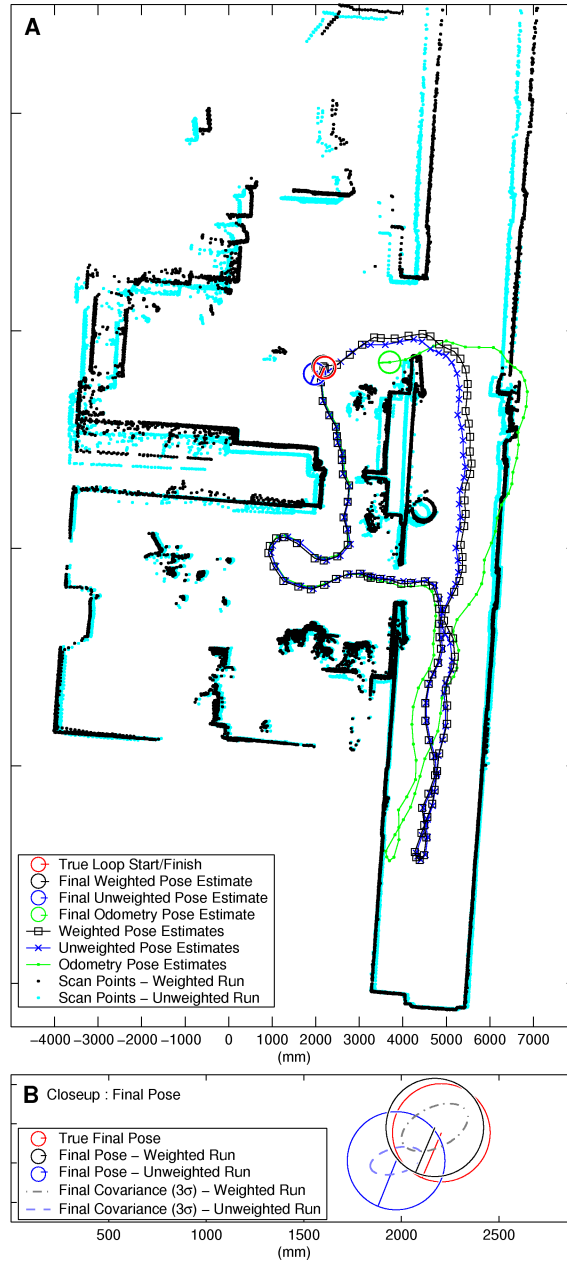 A
True Loop Start/Finish
Final Weighted Pose Estimate
Final Unweighted Pose Estimate
Final Odometry Pose Estimate
Weighted Pose Estimates
Unweighted Pose Estimates
Odometry Pose Estimates
Scan Points − Weighted Run
Scan Points − Unweighted Run
−4000 −3000 −2000 −1000 0 1000 2000 3000 4000 5000 6000 7000
(mm)
B Closeup : Final Pose
True Final Pose
Final Pose − Weighted Run
Final Pose − Unweighted Run
Final Covariance (3σ) − Weighted Run
Final Covariance (3σ) − Unweighted Run
500 1000 1500 2000 2500
(mm)